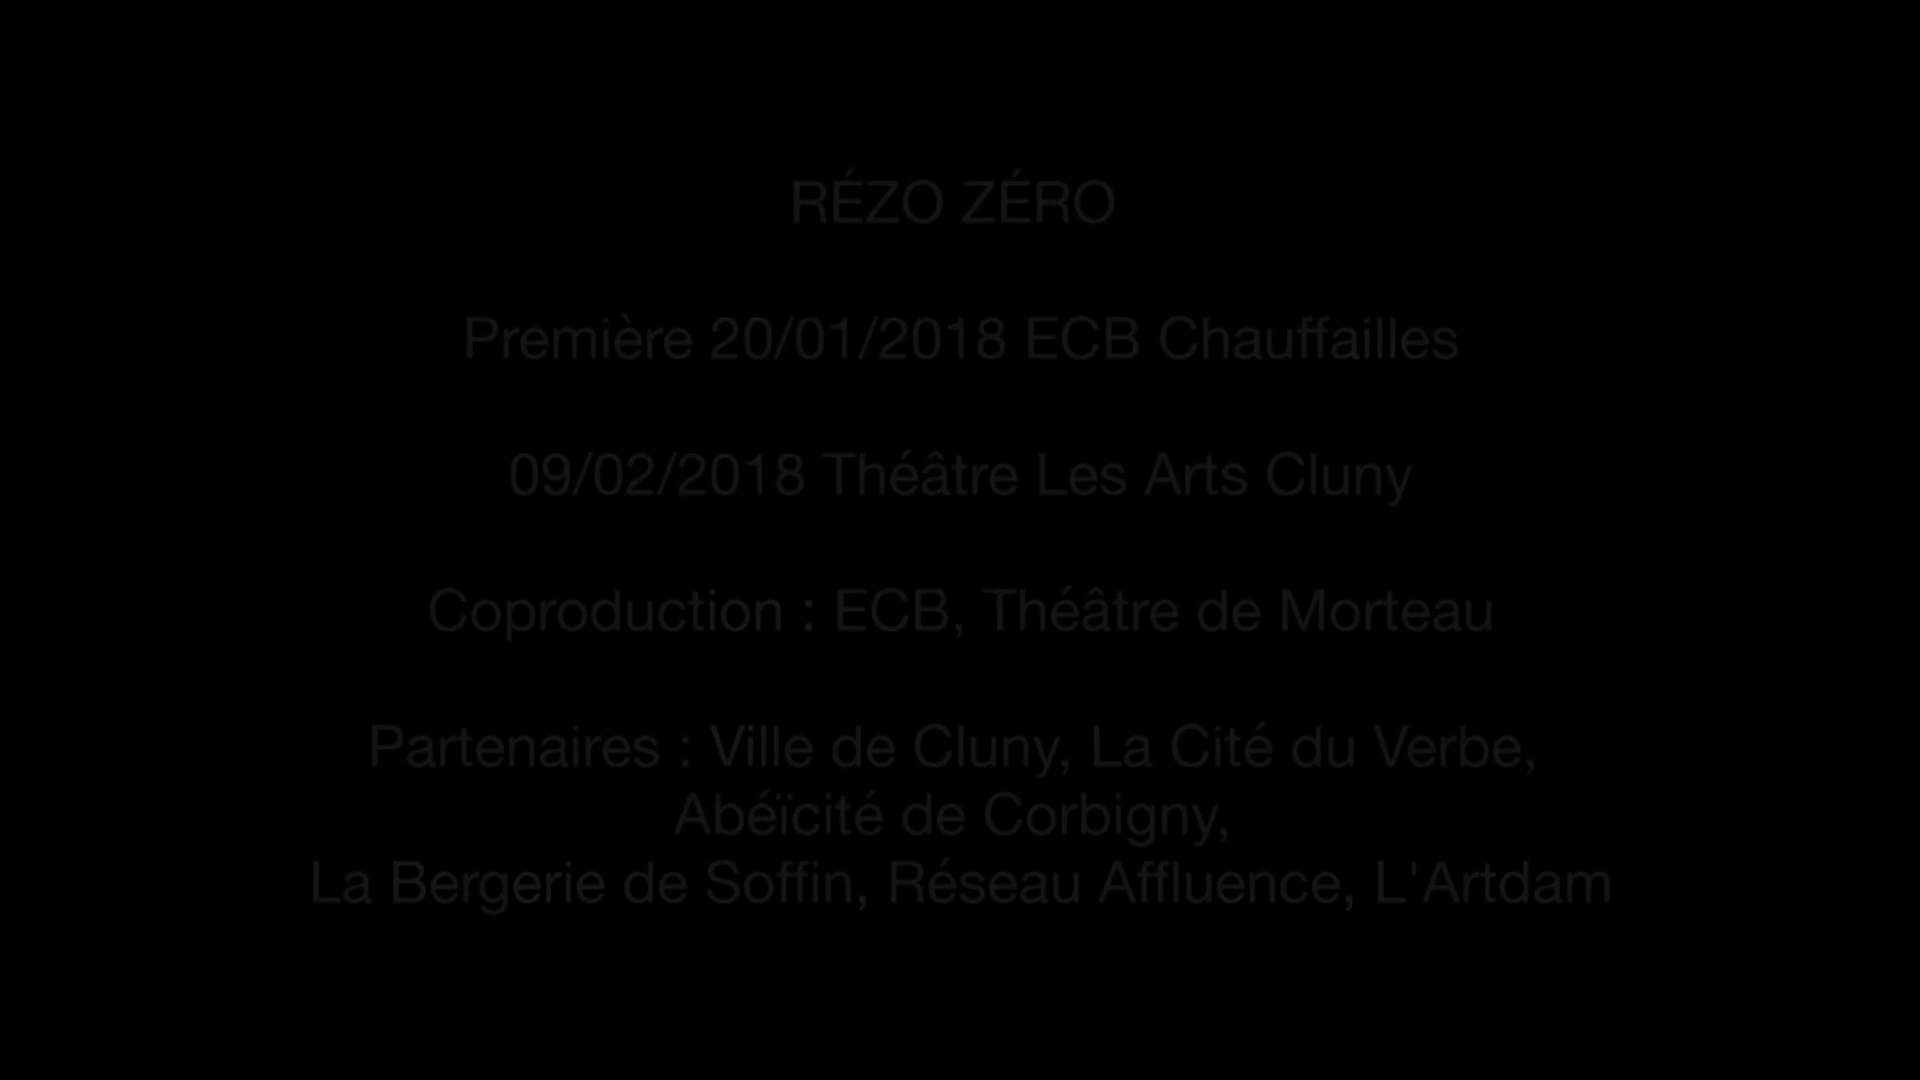 RÉZO ZÉRO
Première 20/01/2018 ECB Chauffailles
09/02/2018 Théâtre Les Arts Cluny
Coproduction : ECB, Théâtre de Morteau
Partenaires : Ville de Cluny, La Cité du Verbe,
Abéïcité de Corbigny,
La Bergerie de Soffin, Réseau Affluence, L'Artdam